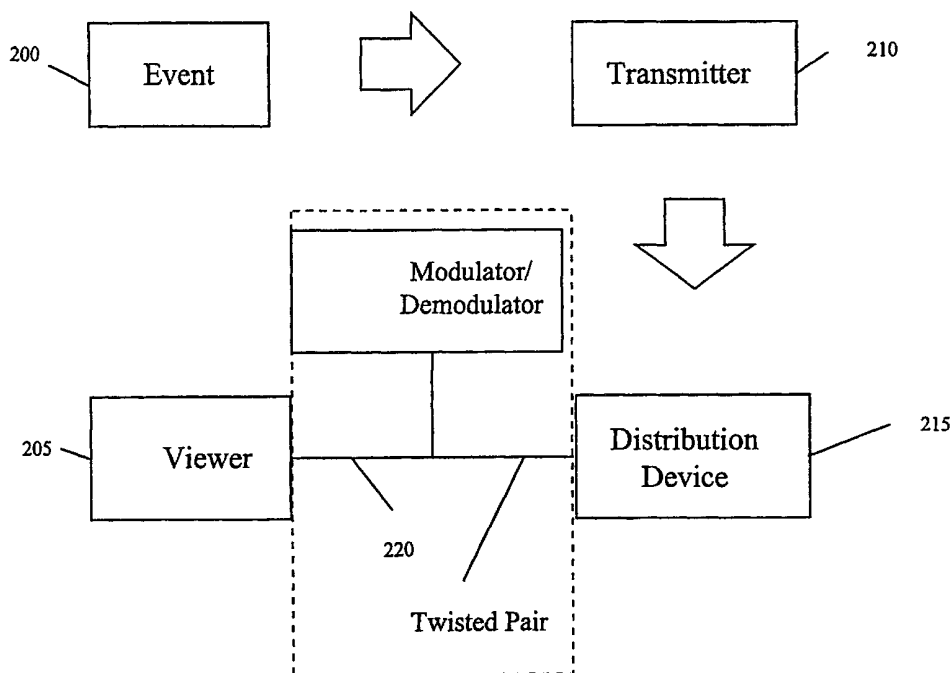 200
Event
Transmitter
210
Modulator/
Demodulator
205
Viewer
Distribution
Device
215
220
Twisted Pair